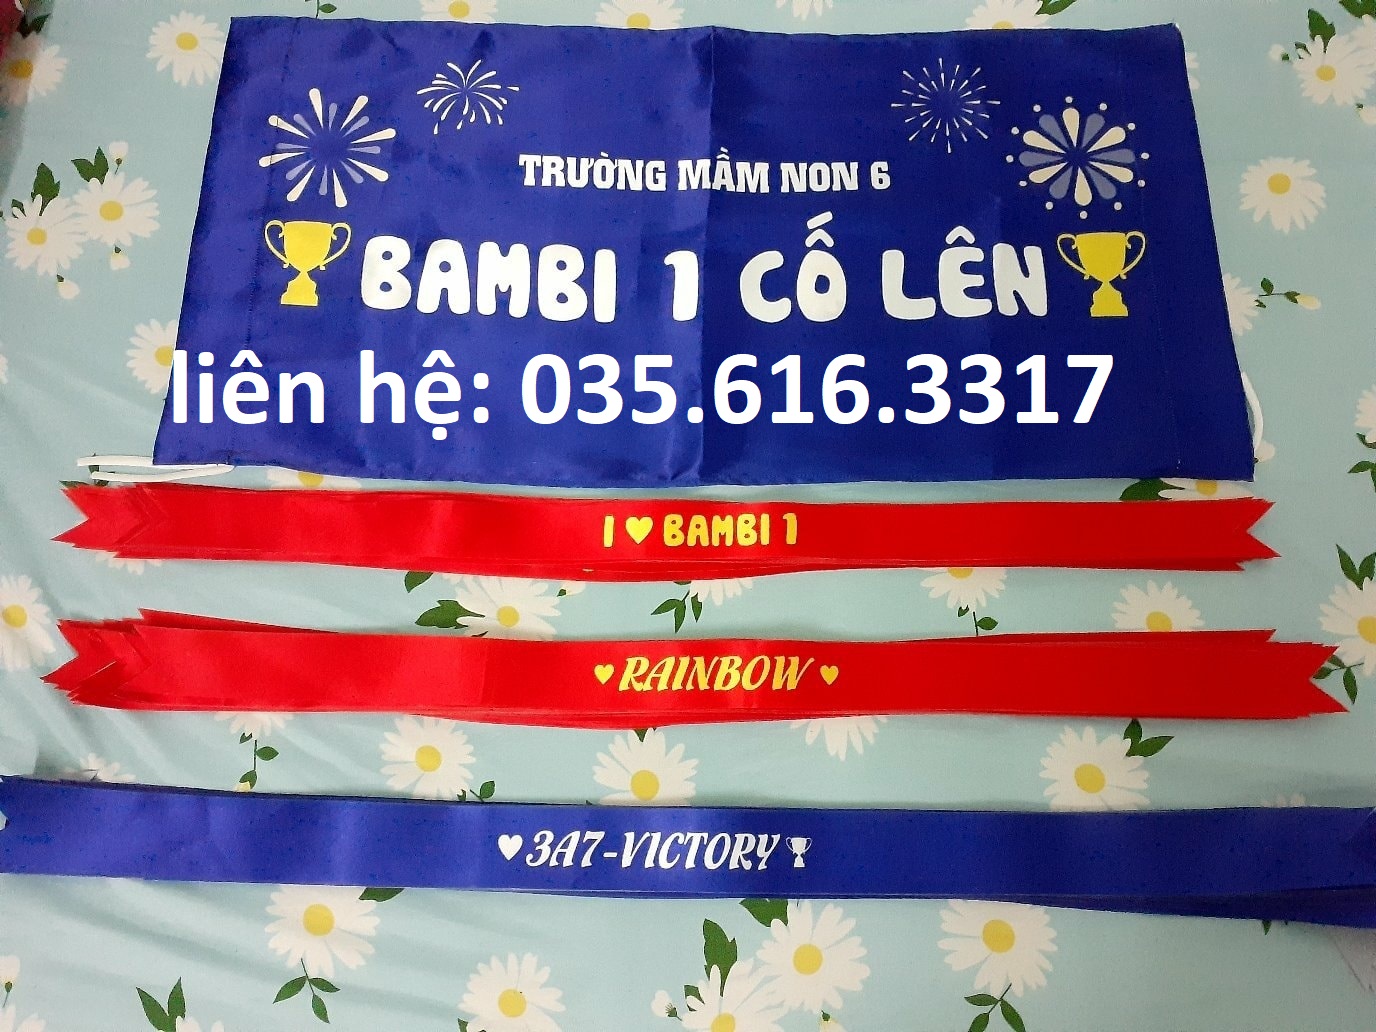 TRƯỜNG MẦM NON 6
BAMBI 1 CỐ LÊN
liên hệ: 035.616.3317
I ♥ BAMBI 1
♥ RAINBOW ♥
♥ 3A7-VICTORY